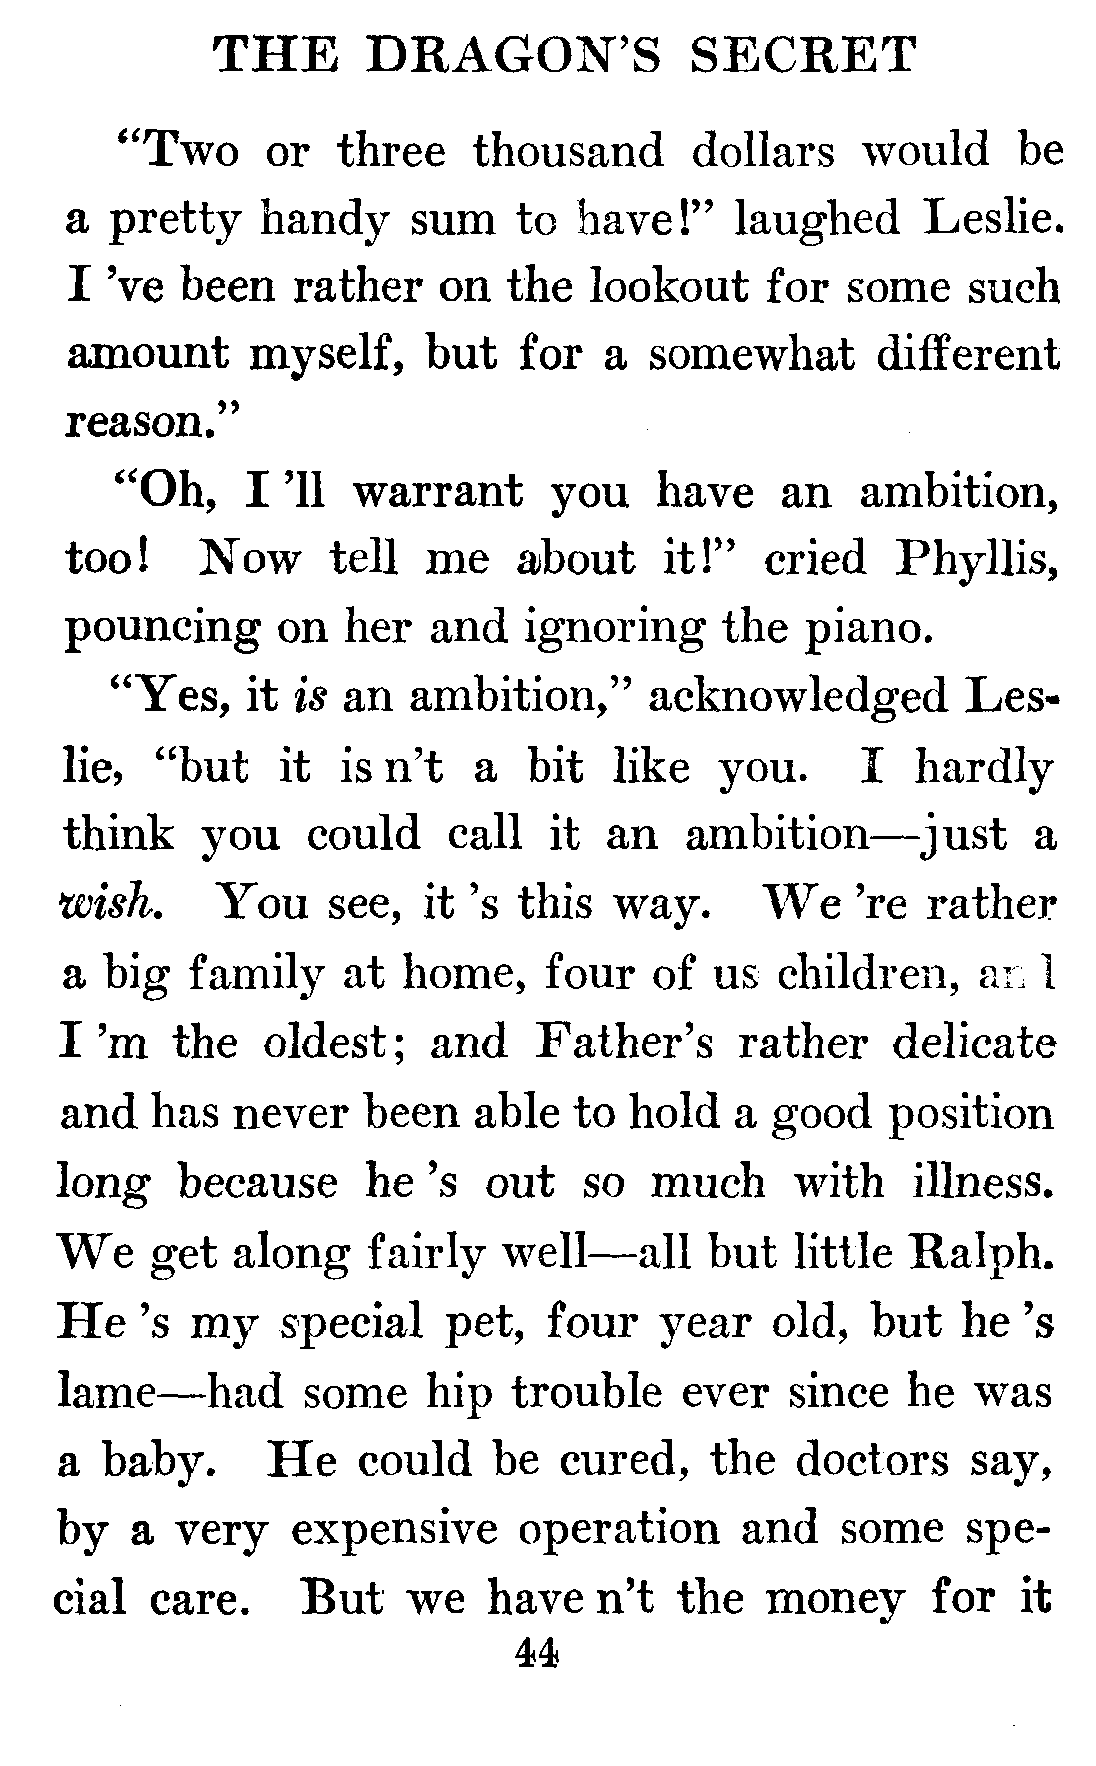 THE DRAGON'S SECRET
“Two or three thousand dollars would be
a pretty handy sum to have!” laughed Leslie.
I 've been rather on the lookout for some such
amount myself, but for a somewhat different
reason.”
“Oh, I 'll warrant you have an ambition,
too! Now tell me about it!” cried Phyllis,
pouncing on her and ignoring the piano.
“Yes, it is an ambition,” acknowledged Les-
lie, “but it is n't a bit like you. I hardly
think you could call it an ambition—just a
wish. You see, it 's this way. We 're rather
a big family at home, four of us children, and
I 'm the oldest; and Father's rather delicate
and has never been able to hold a good position
long because he 's out so much with illness.
We get along fairly well—all but little Ralph.
He 's my special pet, four year old, but he 's
lame—had some hip trouble ever since he was
a baby. He could be cured, the doctors say,
by a very expensive operation and some spe-
cial care. But we have n't the money for it
44